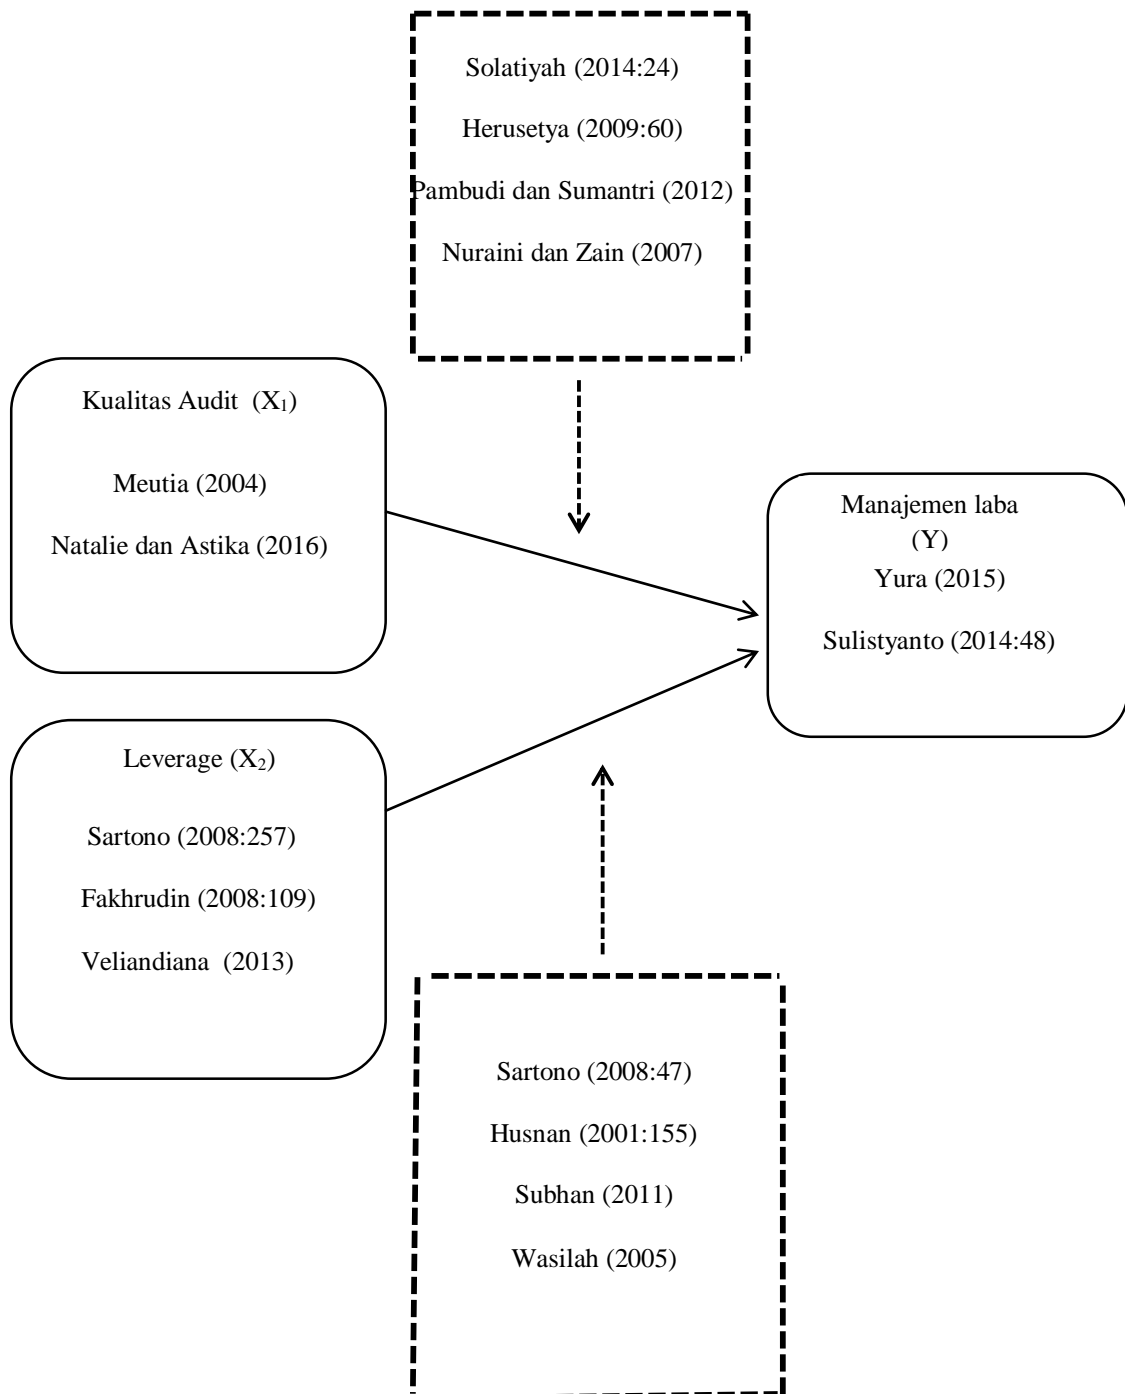 Solatiyah (2014:24)
Herusetya (2009:60)
Pambudi dan Sumantri (2012)
Nuraini dan Zain (2007)
Kualitas Audit (X₁)
Meutia (2004)
Natalie dan Astika (2016)
Manajemen laba
(Y)
Yura (2015)
Sulistyanto (2014:48)
Leverage (X₂)
Sartono (2008:257)
Fakhrudin (2008:109)
Veliandiana (2013)
Sartono (2008:47)
Husnan (2001:155)
Subhan (2011)
Wasilah (2005)